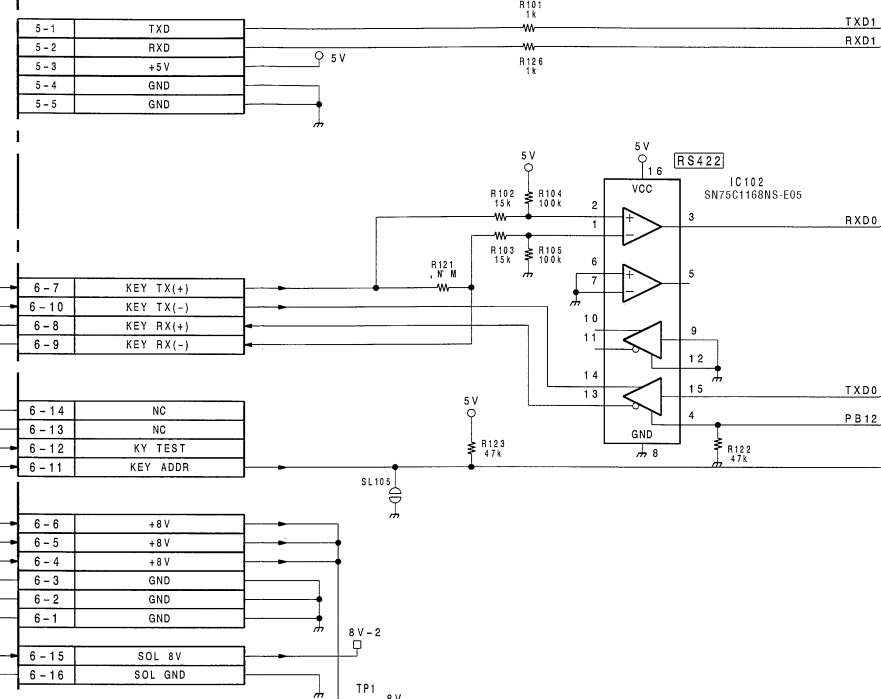 R101
1k
5-1 TXD TXD1
5-2 RXD RXD1
5-3 +5V 5V
R126
1k
5-4 GND
5-5 GND
5V
5V
RS422
16
VCC
IC102
SN75C1168NS-E05
R102
15k
R104
100k
2
1
+
−
3
RXD0
R103
15k
R105
100k
R121
N M
6
7
+
−
5
6-7 KEY TX(+)
6-10 KEY TX(-)
6-8 KEY RX(+)
6-9 KEY RX(-)
10
11
9
12
14
13
15
TXD0
4
PB12
GND
8
R122
47k
6-14 NC
6-13 NC
6-12 KY TEST
6-11 KEY ADDR
5V
R123
47k
SL105
6-6 +8V
6-5 +8V
6-4 +8V
6-3 GND
6-2 GND
6-1 GND
8V-2
6-15 SOL 8V
6-16 SOL GND
TP1
8V